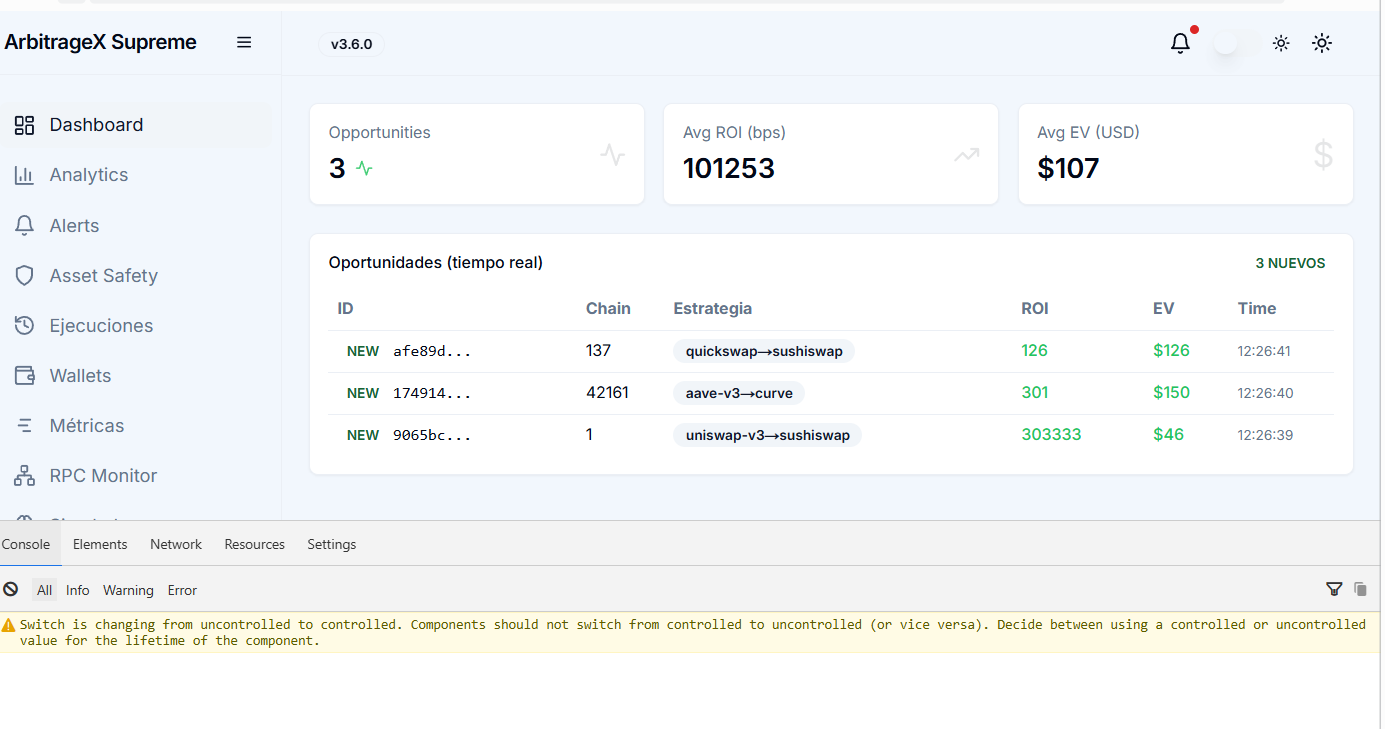 ArbitrageX Supreme
v3.6.0
Dashboard
Analytics
Alerts
Asset Safety
Ejecuciones
Wallets
Métricas
RPC Monitor
Opportunities
3
Avg ROI (bps)
101253
Avg EV (USD)
$107
Oportunidades (tiempo real)
3 NUEVOS
ID Chain Estrategia ROI EV Time
NEW afe89d... 137 quickswap→sushiswap 126 $126 12:26:41
NEW 174914... 42161 aave-v3→curve 301 $150 12:26:40
NEW 9065bc... 1 uniswap-v3→sushiswap 303333 $46 12:26:39
Console Elements Network Resources Settings
All Info Warning Error
Switch is changing from uncontrolled to controlled. Components should not switch from controlled to uncontrolled (or vice versa). Decide between using a controlled or uncontrolled
value for the lifetime of the component.